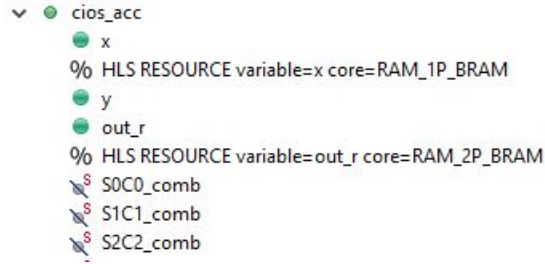 cios_acc
x
% HLS RESOURCE variable=x core=RAM_1P_BRAM
y
out_r
% HLS RESOURCE variable=out_r core=RAM_2P_BRAM
S S0C0_comb
S S1C1_comb
S S2C2_comb